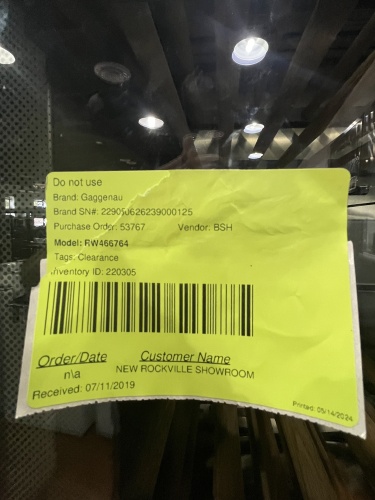 Do not use
Brand: Gaggenau
Brand SN#: 229050626239000125
Purchase Order: 53767 Vendor: BSH
Model: RW466764
Tags: Clearance
Inventory ID: 220305
Order/Date Customer Name
n\a NEW ROCKVILLE SHOWROOM
Received: 07/11/2019
Printed: 05/14/2024